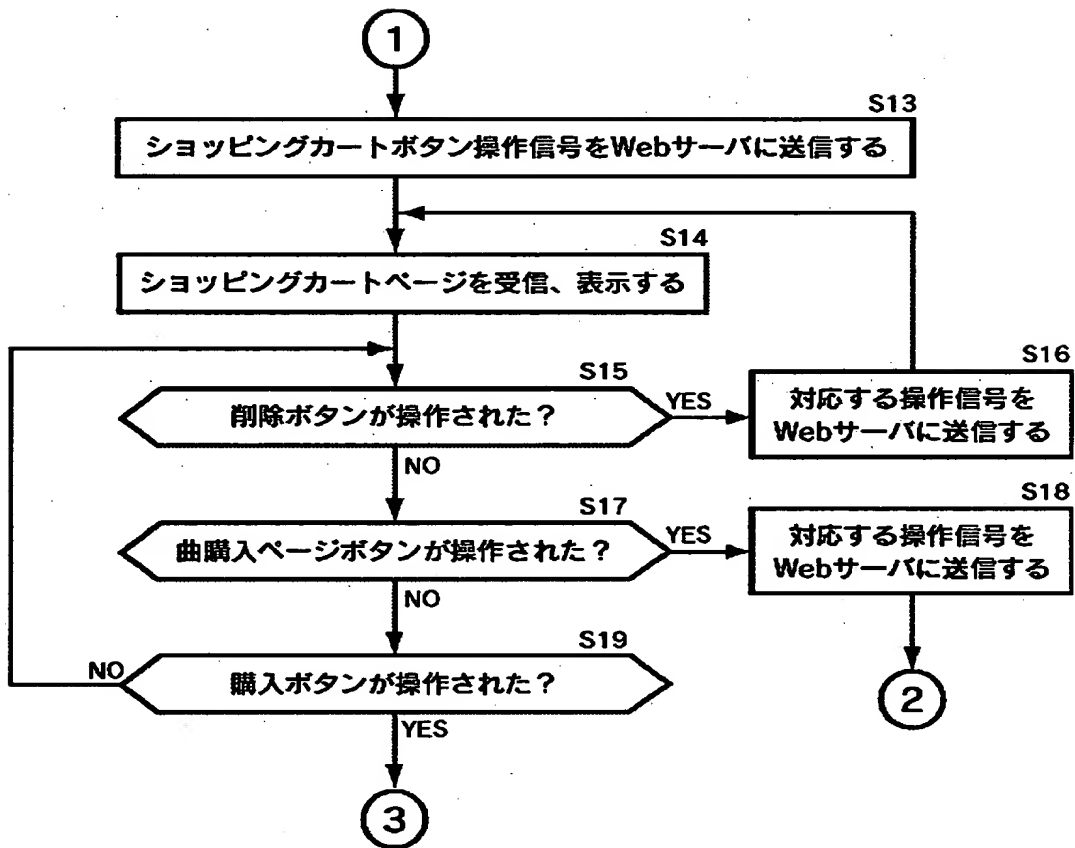 1
S13
ショッピングカートボタン操作信号をWebサーバに送信する
S14
ショッピングカートページを受信、表示する
S15
削除ボタンが操作された？
YES
S16
対応する操作信号を
Webサーバに送信する
NO
S17
曲購入ページボタンが操作された？
YES
S18
対応する操作信号を
Webサーバに送信する
NO
S19
NO
購入ボタンが操作された？
2
YES
3